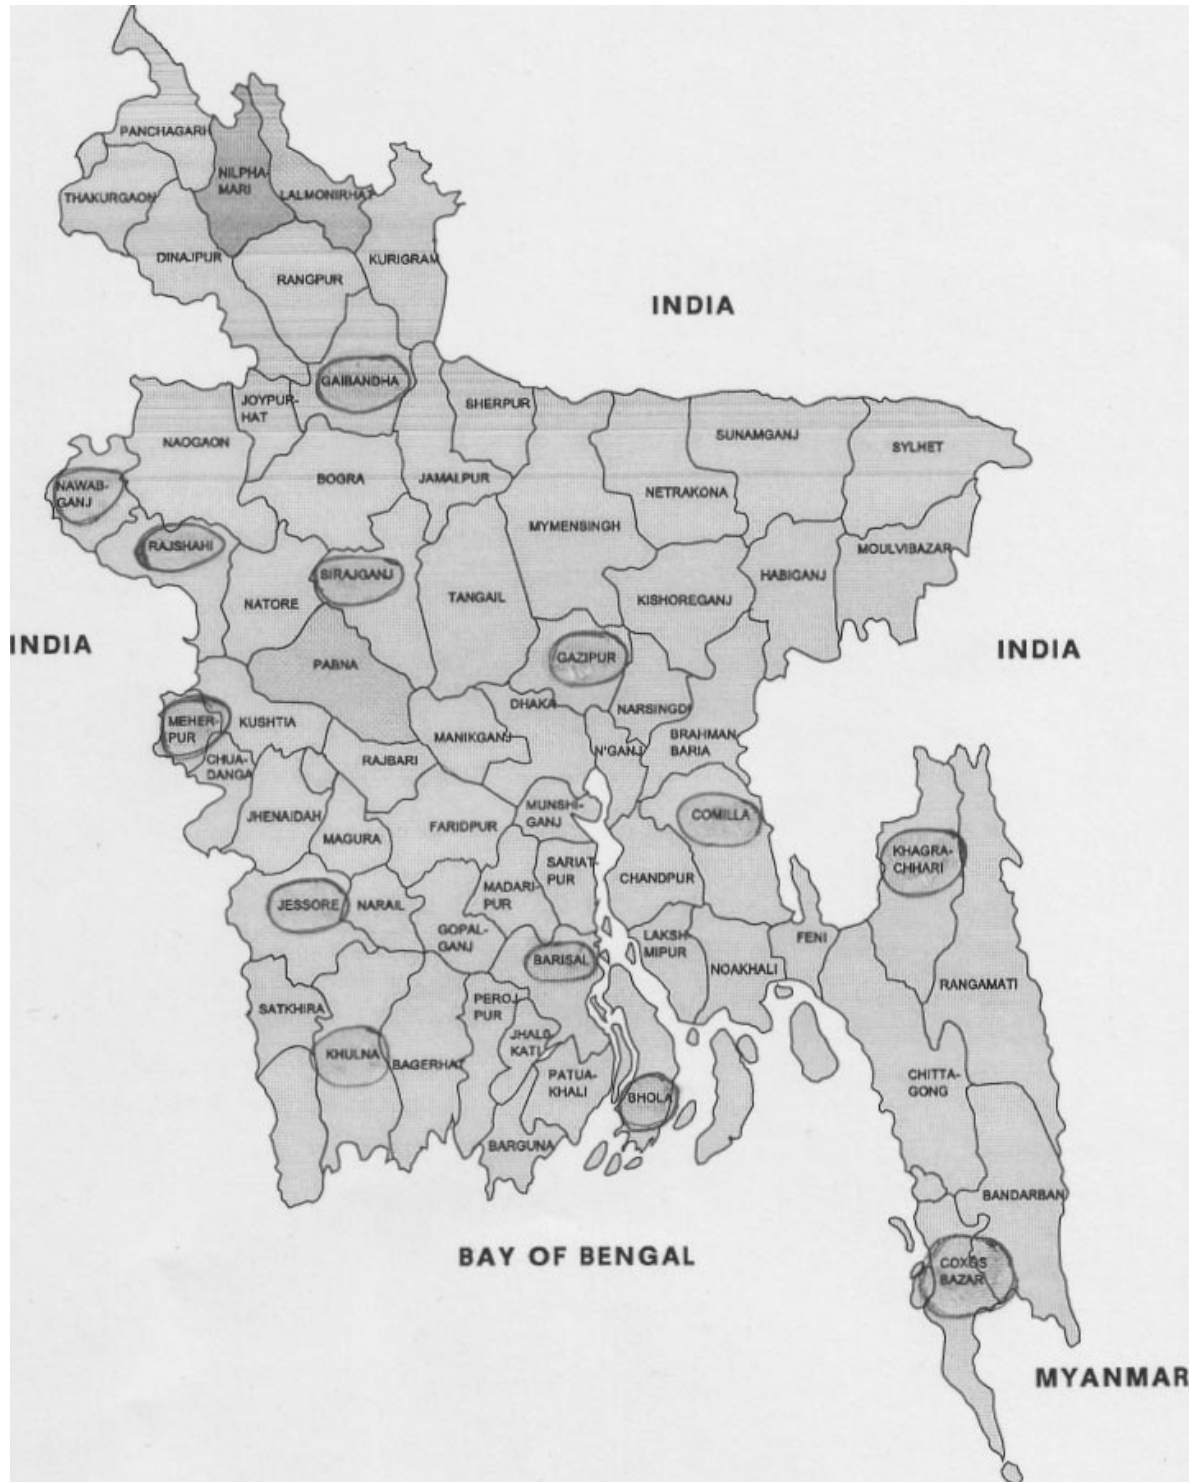 PANCHAGARH
NILPHA-
MARI
LALMONIRHAT
THAKURGAON
DINAJPUR
RANGPUR
KURIGRAM
INDIA
GAIBANDHA
JOYPUR-
HAT
SHERPUR
NAOGAON
SUNAMGANJ
SYLHET
BOGRA
JAMALPUR
NAWAB-
GANJ
NETRAKONA
MYMENSINGH
RAJSHAHI
MOULVIBAZAR
SIRAJGANJ
HABIGANJ
NATORE
TANGAIL
KISHOREGANJ
INDIA
PABNA
GAZIPUR
INDIA
DHAKA
NARSINGDI
MEHER-
PUR
KUSHTIA
MANIKGANJ
N'GANJ
BRAHMAN
BARIA
CHUA-
DANGA
RAJBARI
JHENAIDAH
MAGURA
FARIDPUR
MUNSHI-
GANJ
COMILLA
KHAGRA-
CHHARI
SARIAT-
PUR
CHANDPUR
MADARI-
PUR
JESSORE
NARAIL
GOPAL-
GANJ
LAKSH
MIPUR
FENI
BARISAL
NOAKHALI
RANGAMATI
SATKHIRA
PEROJ
PUR
JHALO
KATI
KHULNA
BAGERHAT
PATUA-
KHALI
BHOLA
CHITTA-
GONG
BARGUNA
BANDARBAN
BAY OF BENGAL
COXOS
BAZAR
MYANMAR